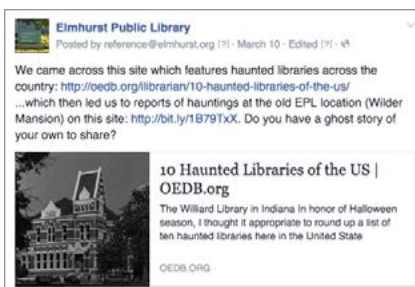 Elmhurst Public Library
Posted by reference@elmhurst.org [?] · March 10 · Edited [?] ·
We came across this site which features haunted libraries across the
country: http://oedb.org/ilibrarian/10-haunted-libraries-of-the-us/
...which then led us to reports of hauntings at the old EPL location (Wilder
Mansion) on this site: http://bit.ly/1B79TxX. Do you have a ghost story of
your own to share?
10 Haunted Libraries of the US |
OEDB.org
The Williard Library in Indiana In honor of Halloween
season, I thought it appropriate to round up a list of
ten haunted libraries here in the United State
OEDB.ORG